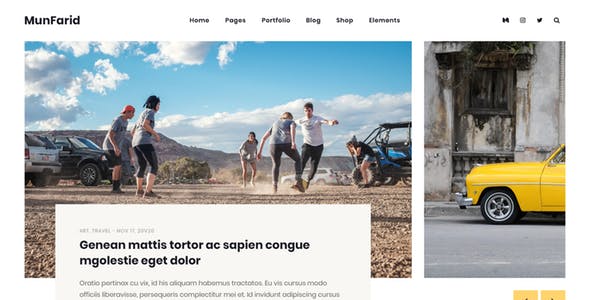 MunFarid
Home Pages Portfolio Blog Shop Elements
ART, TRAVEL - NOV 17, 20V20
Genean mattis tortor ac sapien congue
mgolestie eget dolor
Oratio pertinax cu vix, id his aliquam habemus tractatos. Eu vis cursus modo
officiis liberavisse, persequeris complectitur mei et. Id invidunt adipiscing cursus